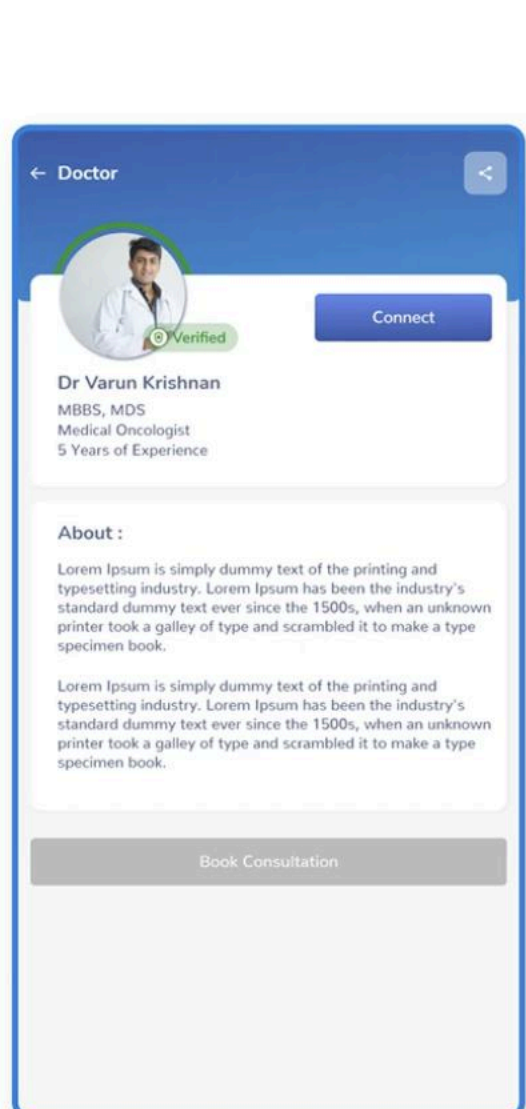 Doctor
Connect
Verified
Dr Varun Krishnan
MBBS, MDS
Medical Oncologist
5 Years of Experience
About :
Lorem Ipsum is simply dummy text of the printing and
typesetting industry. Lorem Ipsum has been the industry's
standard dummy text ever since the 1500s, when an unknown
printer took a galley of type and scrambled it to make a type
specimen book.
Lorem Ipsum is simply dummy text of the printing and
typesetting industry. Lorem Ipsum has been the industry's
standard dummy text ever since the 1500s, when an unknown
printer took a galley of type and scrambled it to make a type
specimen book.
Book Consultation